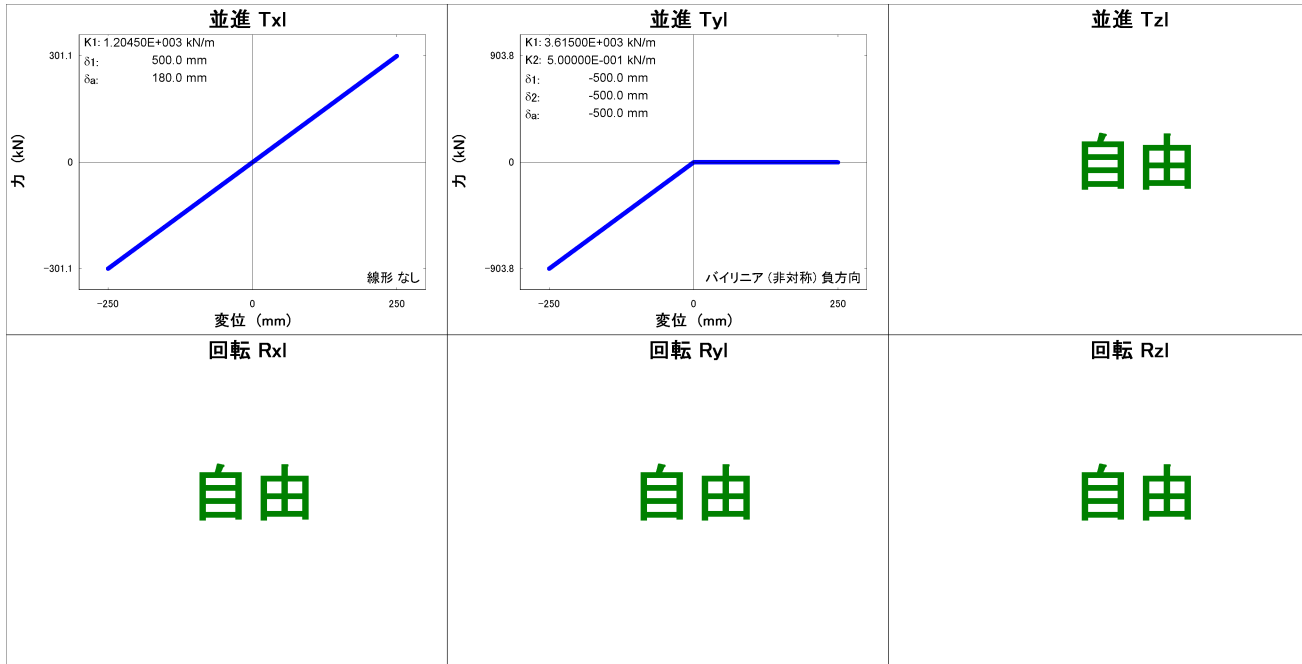 並進 Txl
K1: 1.20450E+003 kN/m
δ1: 500.0 mm
δa: 180.0 mm
301.1
0
-301.1
力 (kN)
線形 なし
-250 0 250
変位 (mm)
並進 Tyl
K1: 3.61500E+003 kN/m
K2: 5.00000E-001 kN/m
δ1: -500.0 mm
δ2: -500.0 mm
δa: -500.0 mm
903.8
0
-903.8
力 (kN)
バイリニア (非対称) 負方向
-250 0 250
変位 (mm)
並進 Tzl
自由
回転 Rxl
自由
回転 Ryl
自由
回転 Rzl
自由